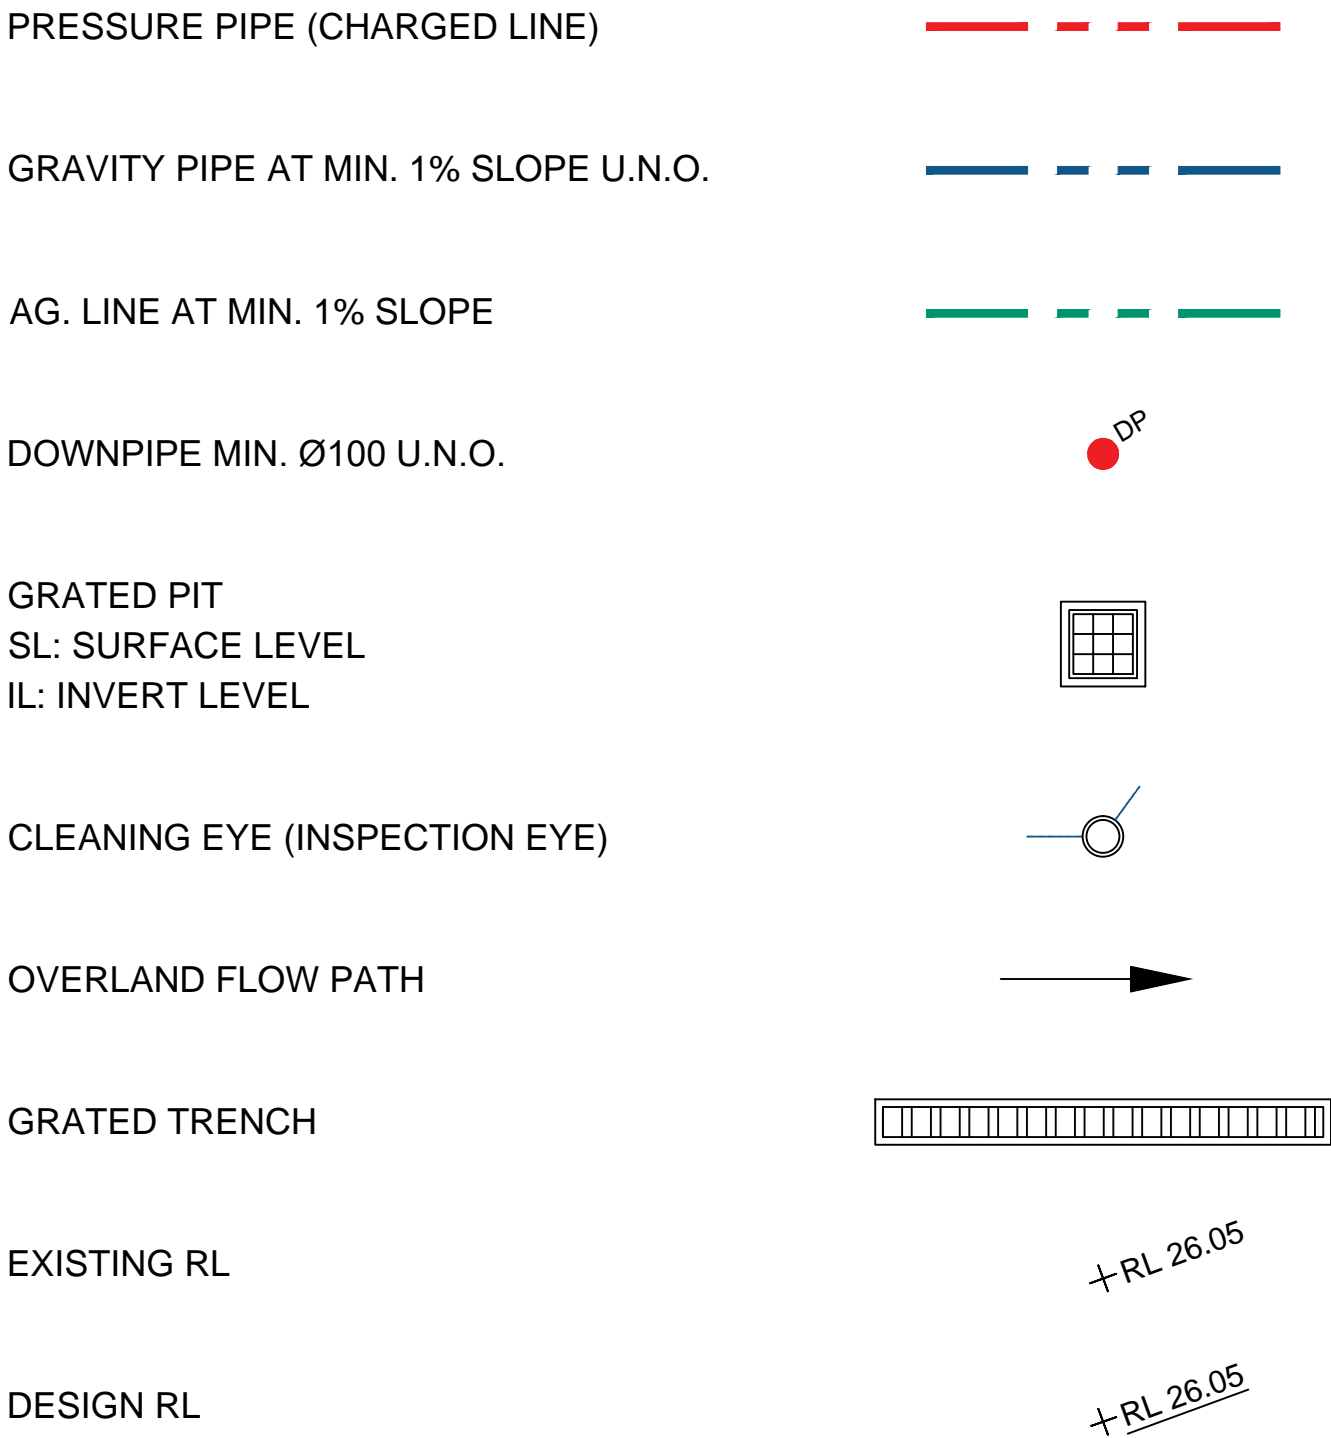 PRESSURE PIPE (CHARGED LINE)
GRAVITY PIPE AT MIN. 1% SLOPE U.N.O.
AG. LINE AT MIN. 1% SLOPE
DOWNPIPE MIN. Ø100 U.N.O.
DP
GRATED PIT
SL: SURFACE LEVEL
IL: INVERT LEVEL
CLEANING EYE (INSPECTION EYE)
OVERLAND FLOW PATH
GRATED TRENCH
EXISTING RL
RL 26.05
DESIGN RL
RL 26.05